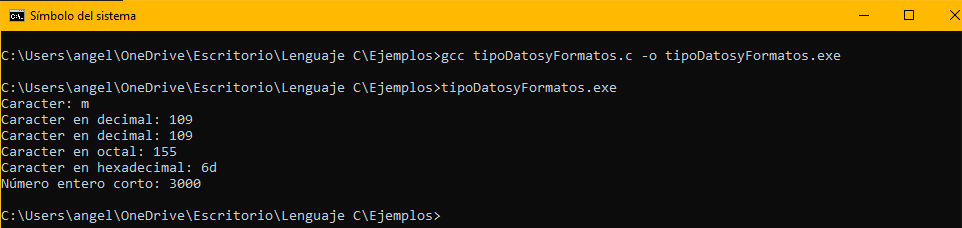 Símbolo del sistema
C:\Users\angel\OneDrive\Escritorio\Lenguaje C\Ejemplos>gcc tipoDatosyFormatos.c -o tipoDatosyFormatos.exe
C:\Users\angel\OneDrive\Escritorio\Lenguaje C\Ejemplos>tipoDatosyFormatos.exe
Caracter: m
Caracter en decimal: 109
Caracter en decimal: 109
Caracter en octal: 155
Caracter en hexadecimal: 6d
Número entero corto: 3000
C:\Users\angel\OneDrive\Escritorio\Lenguaje C\Ejemplos>